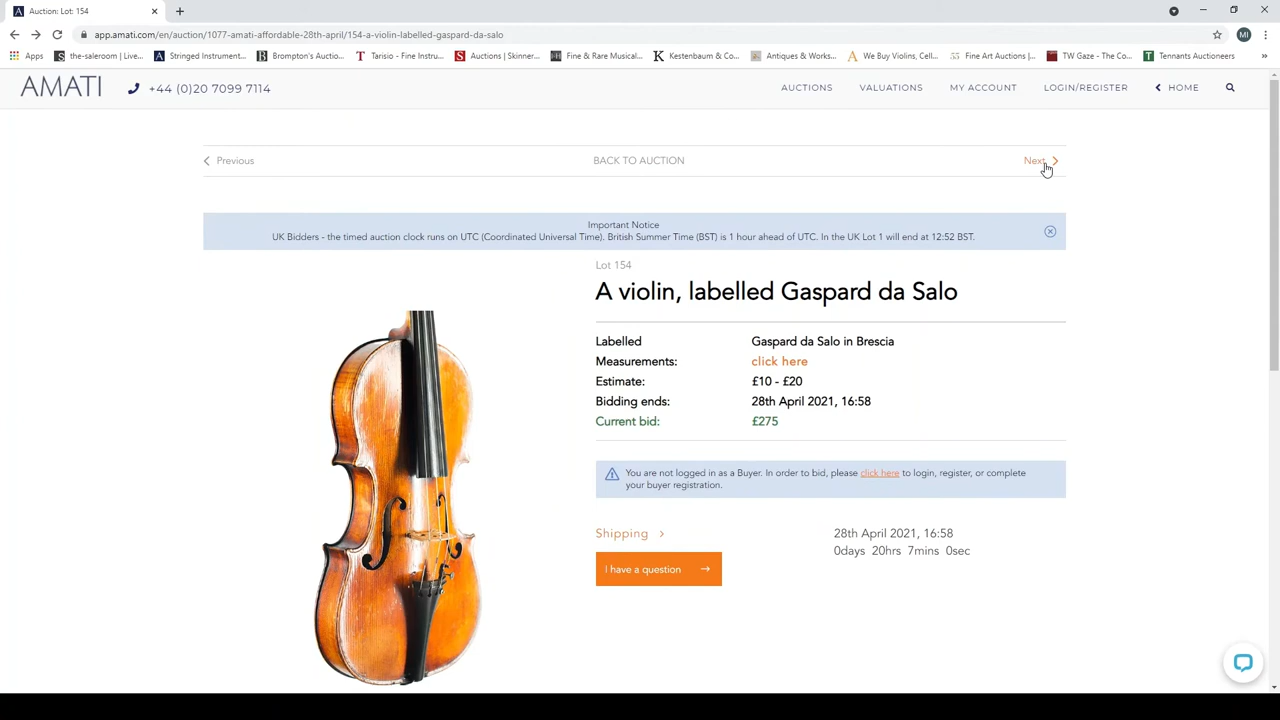 Auction: Lot: 154
app.amati.com/en/auction/1077-amati-affordable-28th-april/154-a-violin-labelled-gaspard-da-salo
MI
Apps
the-saleroom | Live...
Stringed Instrument...
Brompton's Auctio...
Tarisio - Fine Instru...
Auctions | Skinner...
Fine & Rare Musical...
Kestenbaum & Co...
Antiques & Works...
We Buy Violins, Cell...
Fine Art Auctions |...
TW Gaze - The Co...
Tennants Auctioneers
AMATI
+44 (0)20 7099 7114
AUCTIONS
VALUATIONS
MY ACCOUNT
LOGIN/REGISTER
HOME
Previous
BACK TO AUCTION
Next
Important Notice
UK Bidders - the timed auction clock runs on UTC (Coordinated Universal Time). British Summer Time (BST) is 1 hour ahead of UTC. In the UK Lot 1 will end at 12:52 BST.
Lot 154
A violin, labelled Gaspard da Salo
Labelled Gaspard da Salo in Brescia
Measurements: click here
Estimate: £10 - £20
Bidding ends: 28th April 2021, 16:58
Current bid: £275
You are not logged in as a Buyer. In order to bid, please click here to login, register, or complete
your buyer registration.
Shipping
28th April 2021, 16:58
0days 20hrs 7mins 0sec
I have a question